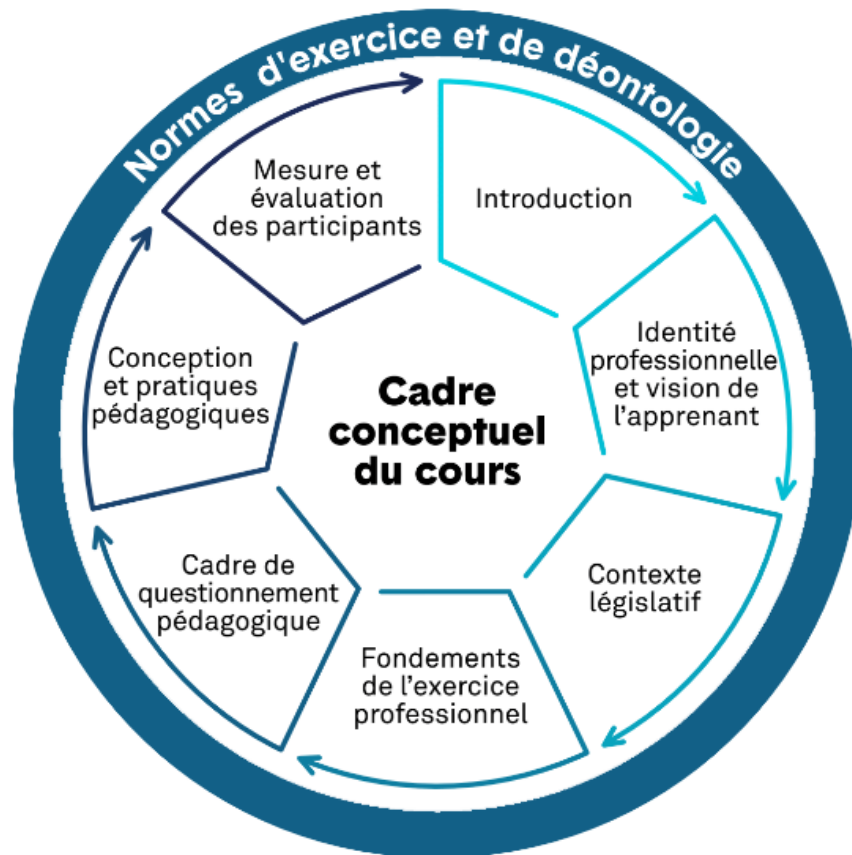 Normes d'exercice et de déontologie
Introduction
Identité
professionnelle
et vision de
l'apprenant
Contexte
législatif
Fondements
de l'exercice
professionnel
Cadre de
questionnement
pédagogique
Conception
et pratiques
pédagogiques
Mesure et
évaluation
des participants
Cadre
conceptuel
du cours